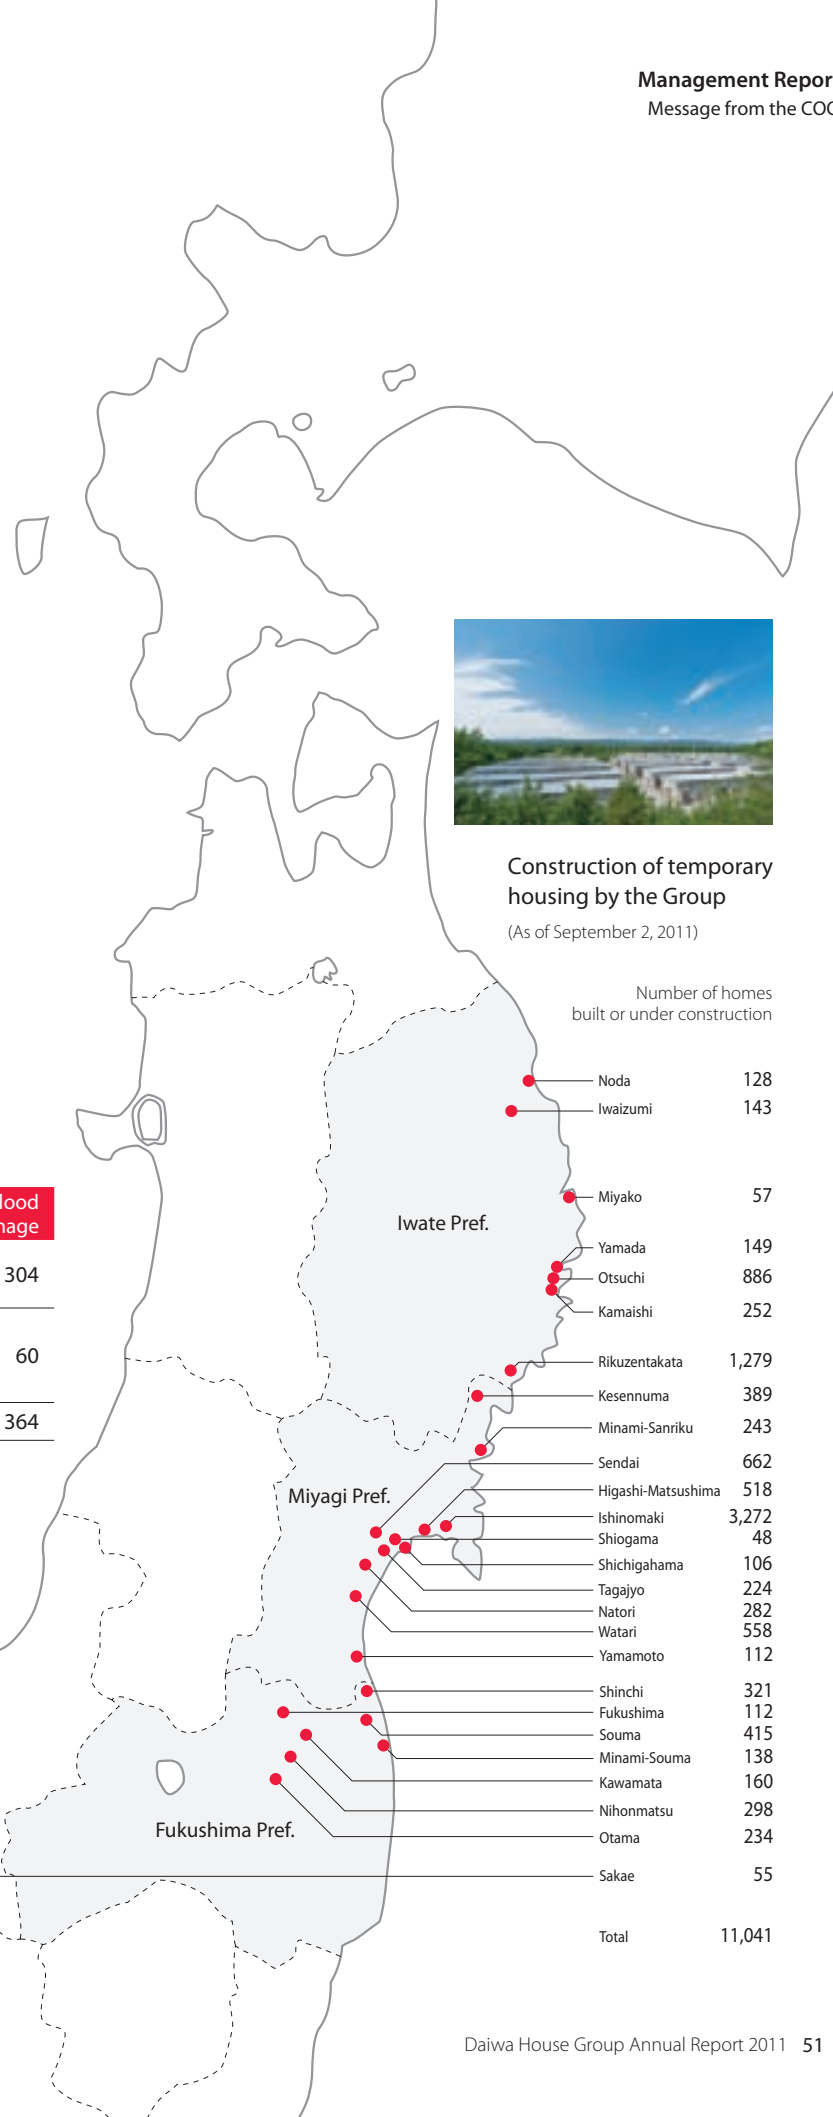 Management Repor
Message from the COO
Construction of temporary
housing by the Group
(As of September 2, 2011)
Number of homes
built or under construction
Noda 128
Iwaizumi 143
lood
nage
Miyako 57
Iwate Pref.
Yamada 149
304
Otsuchi 886
Kamaishi 252
60
Rikuzentakata 1,279
Kesennuma 389
364
Minami-Sanriku 243
Sendai 662
Higashi-Matsushima 518
Miyagi Pref.
Ishinomaki 3,272
Shiogama 48
Shichigahama 106
Tagajyo 224
Natori 282
Watari 558
Yamamoto 112
Shinchi 321
Fukushima 112
Souma 415
Minami-Souma 138
Kawamata 160
Nihonmatsu 298
Fukushima Pref.
Otama 234
Sakae 55
Total 11,041
Daiwa House Group Annual Report 2011 51